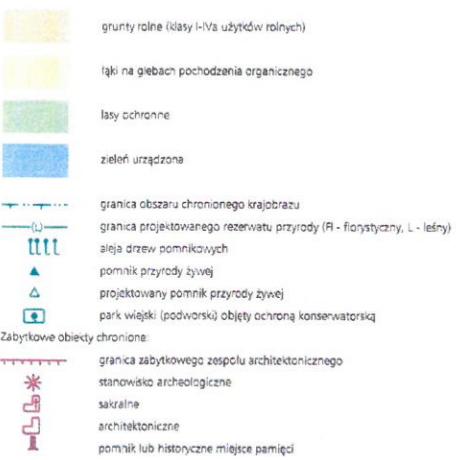 grunty rolne (klasy I-IVa użytków rolnych)
łąki na glebach pochodzenia organicznego
lasy ochronne
zieleń urządzona
granica obszaru chronionego krajobrazu
(L)
granica projektowanego rezerwatu przyrody (Fl - florystyczny, L - leśny)
aleja drzew pomnikowych
pomnik przyrody żywej
projektowany pomnik przyrody żywej
park wiejski (podworski) objęty ochroną konserwatorską
Zabytkowe obiekty chronione:
granica zabytkowego zespołu architektonicznego
stanowisko archeologiczne
sakralne
architektoniczne
pomnik lub historyczne miejsce pamięci